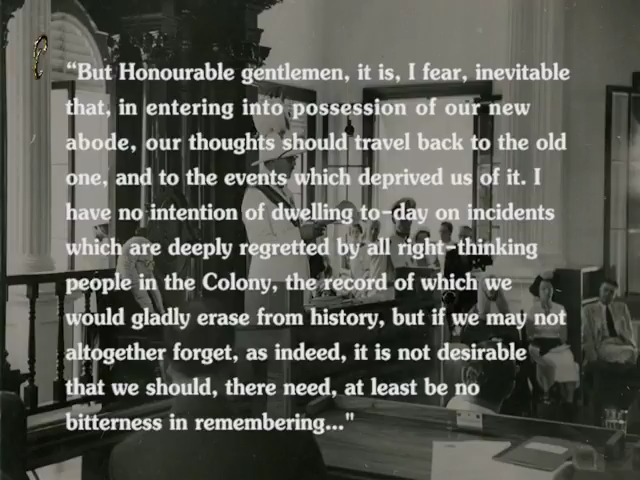 “But Honourable gentlemen, it is, I fear, inevitable
that, in entering into possession of our new
abode, our thoughts should travel back to the old
one, and to the events which deprived us of it. I
have no intention of dwelling to-day on incidents
which are deeply regretted by all right-thinking
people in the Colony, the record of which we
would gladly erase from history, but if we may not
altogether forget, as indeed, it is not desirable
that we should, there need, at least be no
bitterness in remembering..."